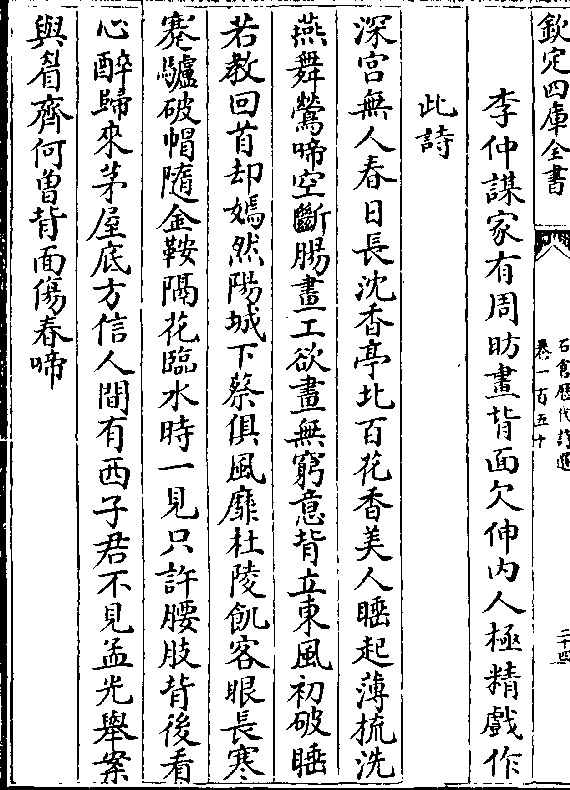 欽定四庫全書
石倉歷代詩選
卷一百五十
二十四
李仲謀家有周昉畫背面欠伸内人極精戲作
此詩
深宫無人春日長沈香亭北百花香美人睡起薄梳洗
燕舞鶯啼空斷腸畫工欲畫無窮意背立東風初破睡
若教回首却嫣然陽城下蔡俱風靡杜陵飢客眼長寒
蹇驢破帽隨金鞍隔花臨水時一見只許腰肢背後看
心醉歸來茅屋底方信人間有西子君不見孟光舉案
與眉齊何曽背面傷春啼